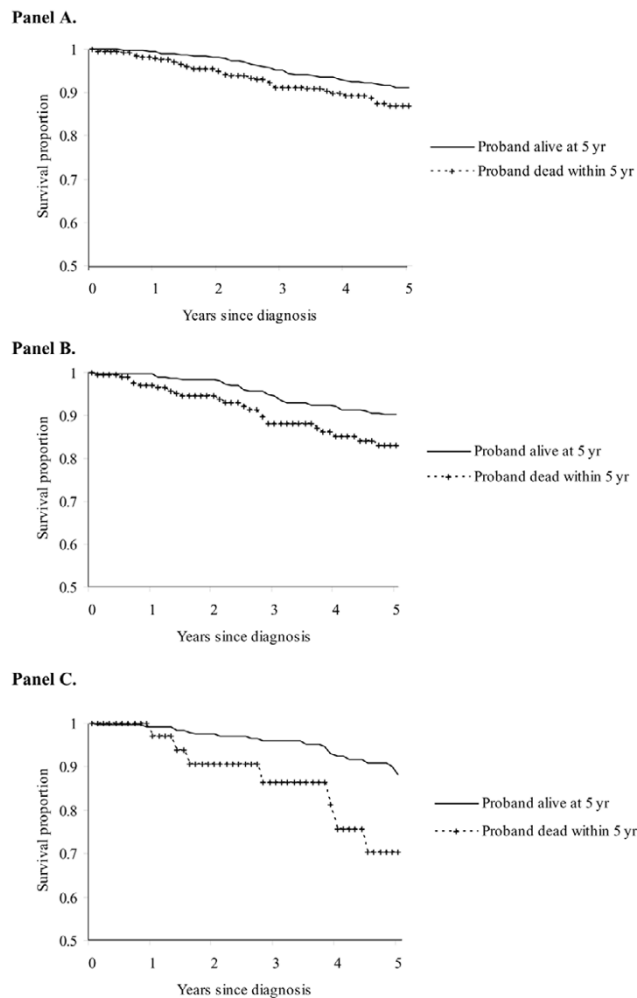 Panel A.
1
0.9
0.8
0.7
0.6
0.5
Survival proportion
0 1 2 3 4 5
Years since diagnosis
Proband alive at 5 yr
Proband dead within 5 yr
Panel B.
1
0.9
0.8
0.7
0.6
0.5
Survival proportion
0 1 2 3 4 5
Years since diagnosis
Proband alive at 5 yr
Proband dead within 5 yr
Panel C.
1
0.9
0.8
0.7
0.6
0.5
Survival proportion
0 1 2 3 4 5
Years since diagnosis
Proband alive at 5 yr
Proband dead within 5 yr